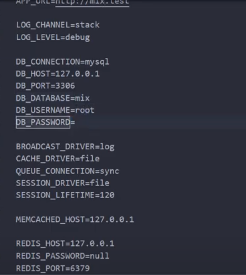 APP_URL=http://mix.test
LOG_CHANNEL=stack
LOG_LEVEL=debug
DB_CONNECTION=mysql
DB_HOST=127.0.0.1
DB_PORT=3306
DB_DATABASE=mix
DB_USERNAME=root
DB_PASSWORD=
BROADCAST_DRIVER=log
CACHE_DRIVER=file
QUEUE_CONNECTION=sync
SESSION_DRIVER=file
SESSION_LIFETIME=120
MEMCACHED_HOST=127.0.0.1
REDIS_HOST=127.0.0.1
REDIS_PASSWORD=null
REDIS_PORT=6379